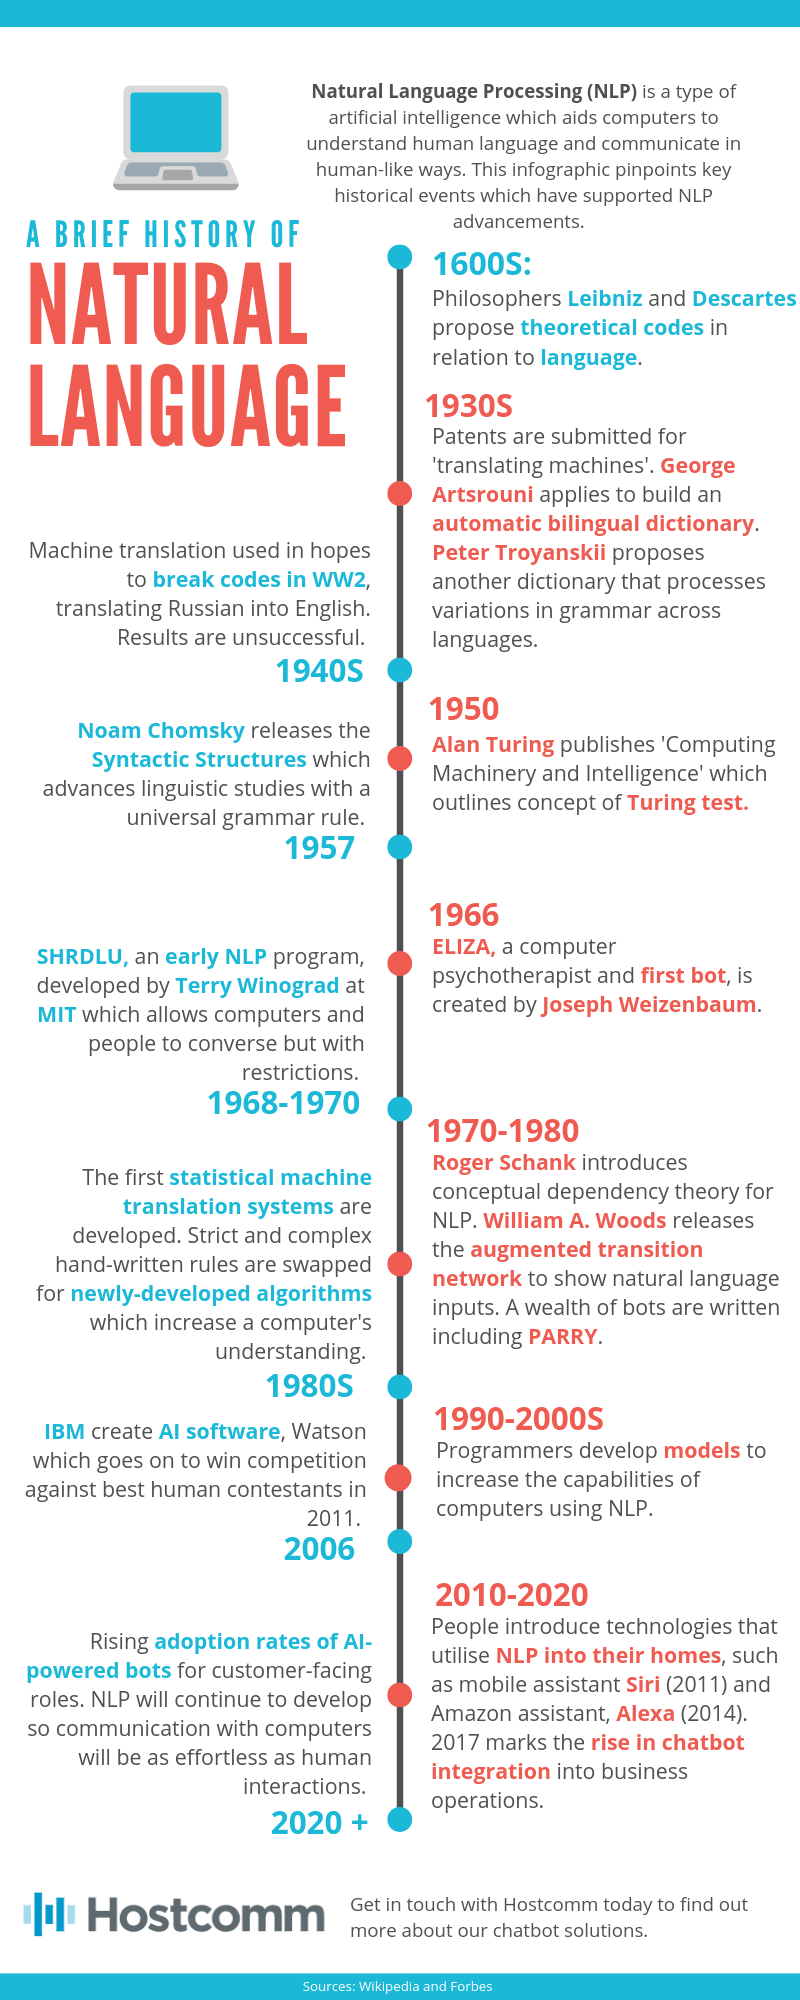 Natural Language Processing (NLP) is a type of
artificial intelligence which aids computers to
understand human language and communicate in
human-like ways. This infographic pinpoints key
historical events which have supported NLP
advancements.
A BRIEF HISTORY OF
NATURAL
LANGUAGE
1600S:
Philosophers Leibniz and Descartes
propose theoretical codes in
relation to language.
1930S
Patents are submitted for
'translating machines'. George
Artsrouni applies to build an
automatic bilingual dictionary.
Peter Troyanskii proposes
another dictionary that processes
variations in grammar across
languages.
Machine translation used in hopes
to break codes in WW2,
translating Russian into English.
Results are unsuccessful.
1940S
1950
Alan Turing publishes 'Computing
Machinery and Intelligence' which
outlines concept of Turing test.
Noam Chomsky releases the
Syntactic Structures which
advances linguistic studies with a
universal grammar rule.
1957
1966
ELIZA, a computer
psychotherapist and first bot, is
created by Joseph Weizenbaum.
SHRDLU, an early NLP program,
developed by Terry Winograd at
MIT which allows computers and
people to converse but with
restrictions.
1968-1970
1970-1980
Roger Schank introduces
conceptual dependency theory for
NLP. William A. Woods releases
the augmented transition
network to show natural language
inputs. A wealth of bots are written
including PARRY.
The first statistical machine
translation systems are
developed. Strict and complex
hand-written rules are swapped
for newly-developed algorithms
which increase a computer's
understanding.
1980S
1990-2000S
Programmers develop models to
increase the capabilities of
computers using NLP.
IBM create AI software, Watson
which goes on to win competition
against best human contestants in
2011.
2006
2010-2020
People introduce technologies that
utilise NLP into their homes, such
as mobile assistant Siri (2011) and
Amazon assistant, Alexa (2014).
2017 marks the rise in chatbot
integration into business
operations.
Rising adoption rates of AI-
powered bots for customer-facing
roles. NLP will continue to develop
so communication with computers
will be as effortless as human
interactions.
2020 +
Hostcomm
Get in touch with Hostcomm today to find out
more about our chatbot solutions.
Sources: Wikipedia and Forbes